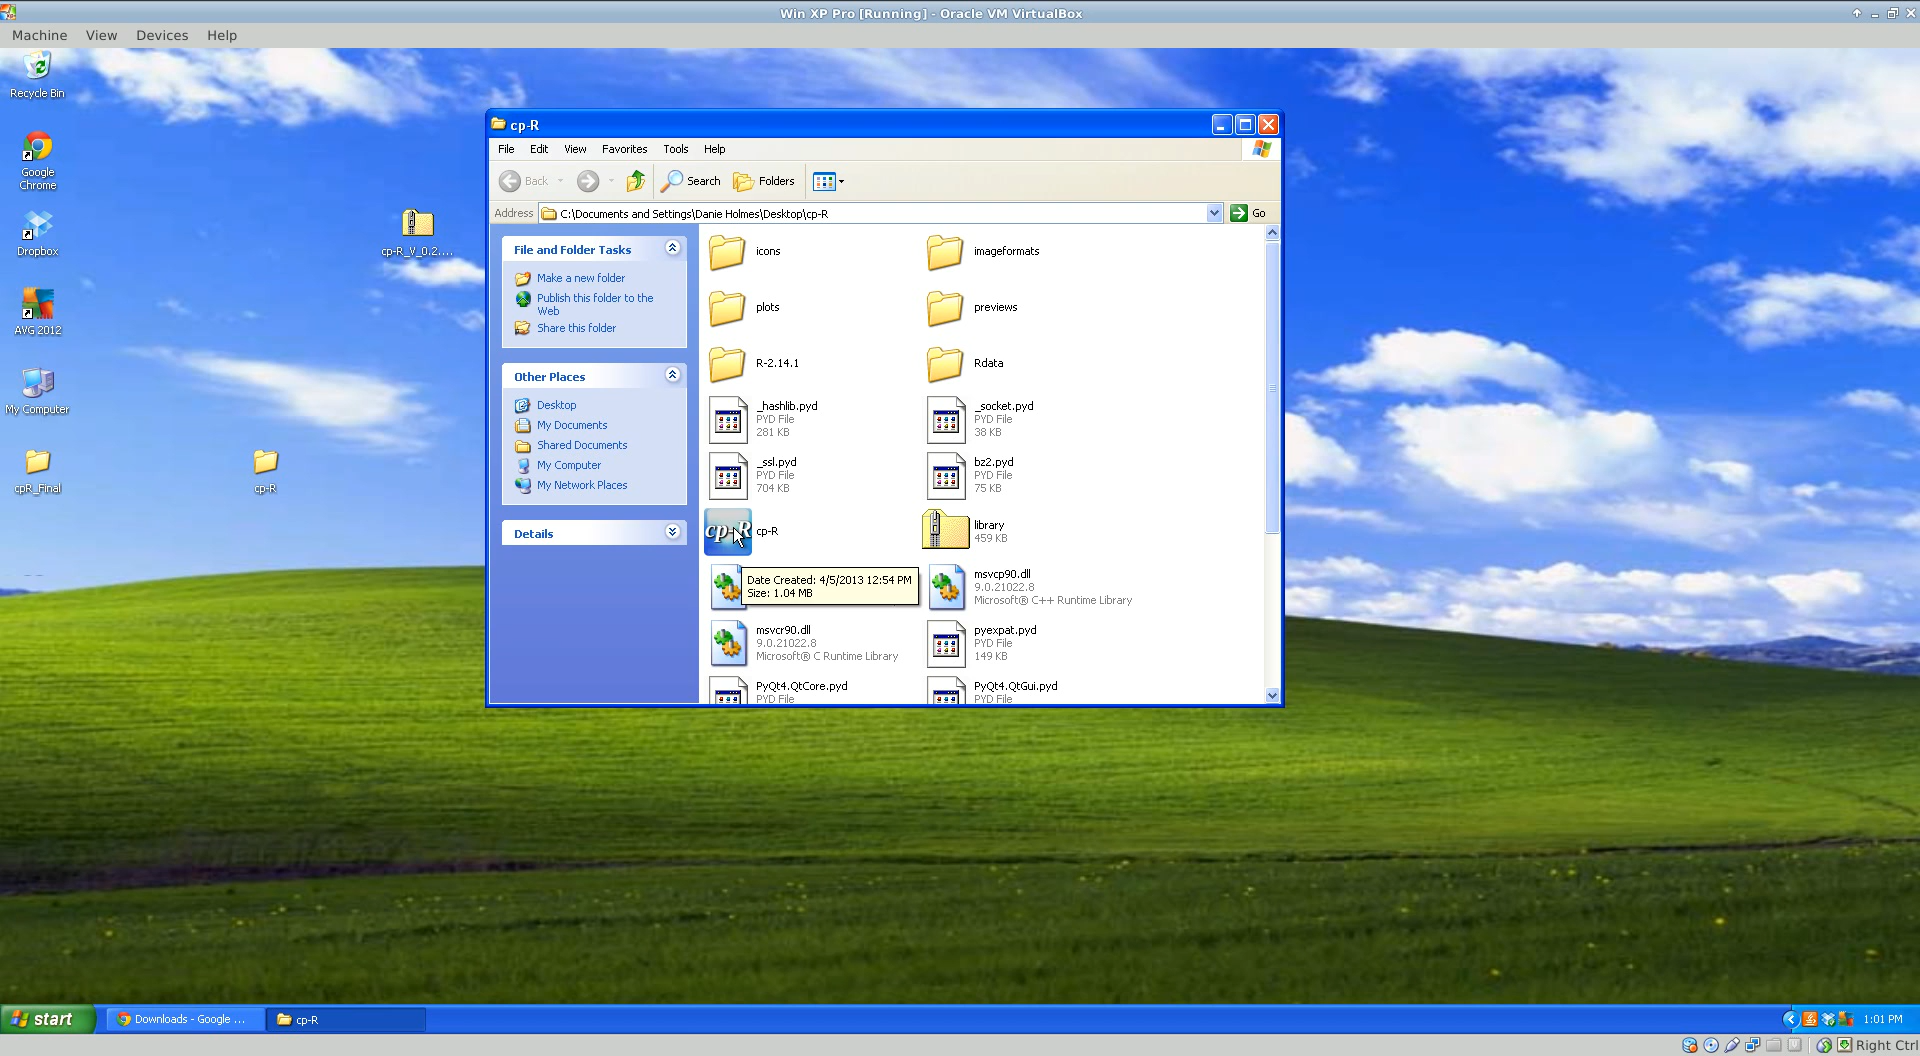 Win XP Pro [Running] - Oracle VM VirtualBox
Machine View Devices Help
Recycle Bin
Google
Chrome
Dropbox
cp-R_V_0.2....
AVG 2012
My Computer
cpR_Final
cp-R
cp-R
File Edit View Favorites Tools Help
Back Search Folders
Address C:\Documents and Settings\Danie Holmes\Desktop\cp-R Go
File and Folder Tasks
Make a new folder
Publish this folder to the
Web
Share this folder
Other Places
Desktop
My Documents
Shared Documents
My Computer
My Network Places
Details
icons
imageformats
plots
previews
R-2.14.1
Rdata
_hashlib.pyd
PYD File
281 KB
_socket.pyd
PYD File
38 KB
_ssl.pyd
PYD File
704 KB
bz2.pyd
PYD File
75 KB
cp-R
cp-R
library
459 KB
Date Created: 4/5/2013 12:54 PM
Size: 1.04 MB
msvcp90.dll
9.0.21022.8
Microsoft® C++ Runtime Library
msvcr90.dll
9.0.21022.8
Microsoft® C Runtime Library
pyexpat.pyd
PYD File
149 KB
PyQt4.QtCore.pyd
PYD File
PyQt4.QtGui.pyd
PYD File
start
Downloads - Google ...
cp-R
1:01 PM
Right Ctrl